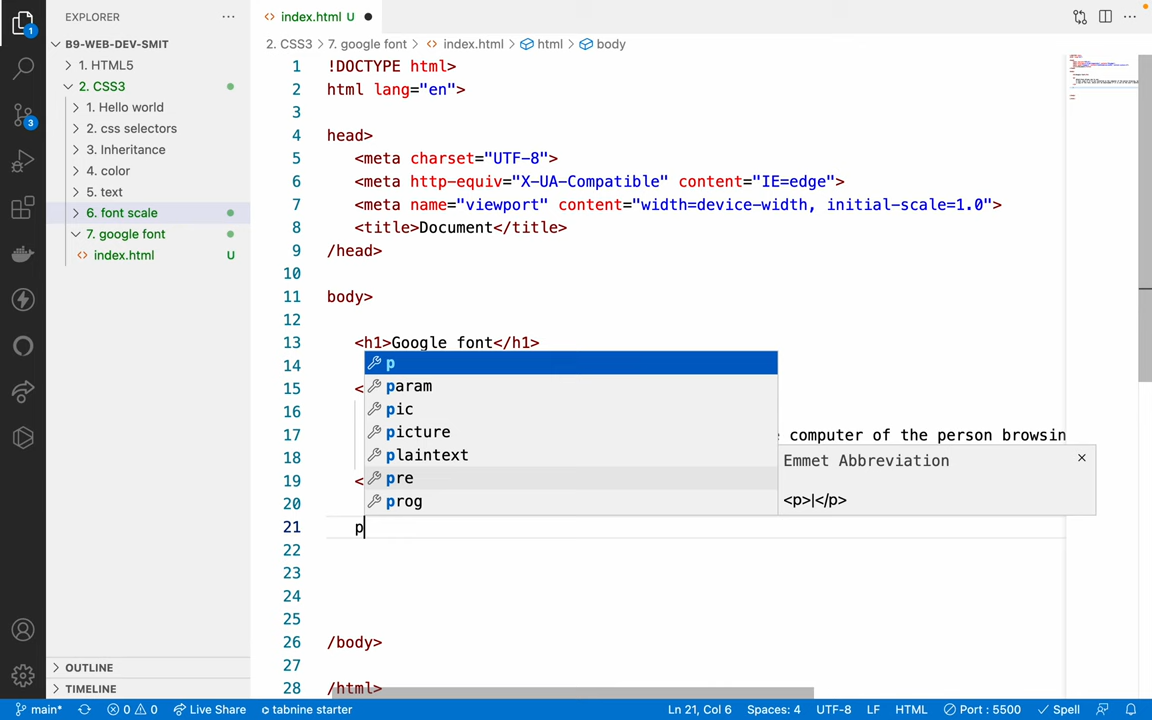 EXPLORER
index.html U
B9-WEB-DEV-SMIT
1. HTML5
2. CSS3
1. Hello world
2. css selectors
3. Inheritance
4. color
5. text
6. font scale
7. google font
index.html U
OUTLINE
TIMELINE
1
3
2. CSS3 > 7. google font > index.html > html > body
1 !DOCTYPE html>
2 html lang="en">
3
4 head>
5 <meta charset="UTF-8">
6 <meta http-equiv="X-UA-Compatible" content="IE=edge">
7 <meta name="viewport" content="width=device-width, initial-scale=1.0">
8 <title>Document</title>
9 /head>
10
11 body>
12
13 <h1>Google font</h1>
14
15 <
16
17 computer of the person browsin
18
19 <
20
21 p
22
23
24
25
26 /body>
27
28 /html>
p
param
pic
picture
plaintext
pre
prog
Emmet Abbreviation
<p>|</p>
main* 0 0 Live Share tabnine starter Ln 21, Col 6 Spaces: 4 UTF-8 LF HTML Port : 5500 Spell